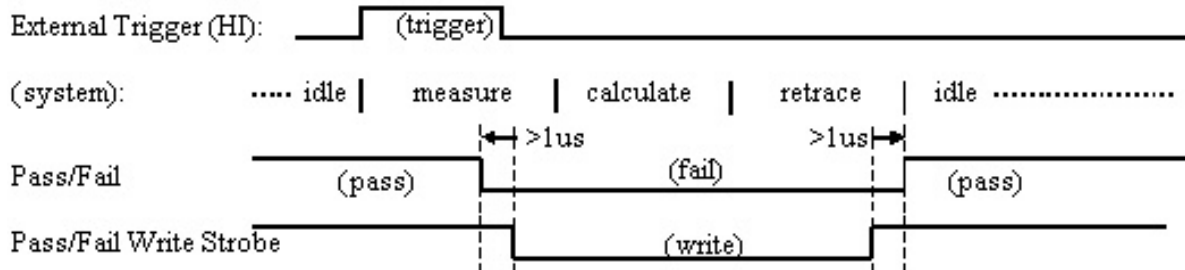 External Trigger (HI): (trigger)
(system): idle measure calculate retrace idle
>1us >1us
Pass/Fail (pass) (fail) (pass)
Pass/Fail Write Strobe (write)